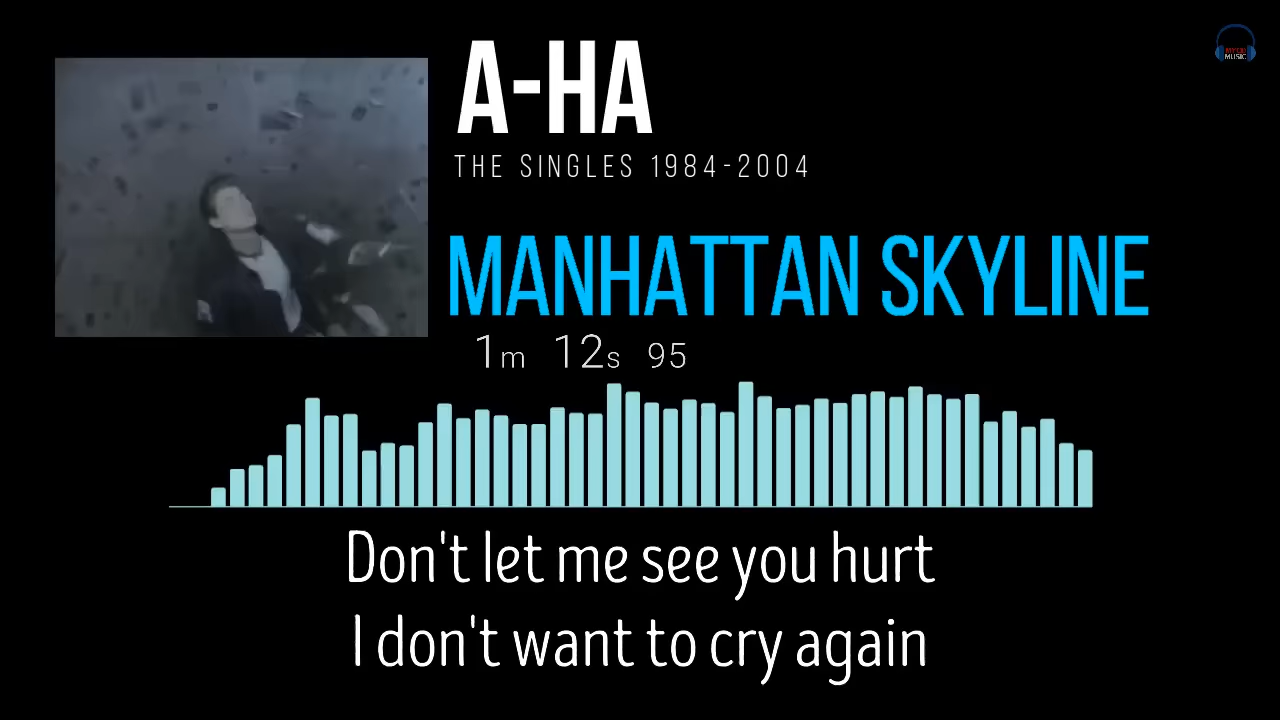 A-HA
THE SINGLES 1984-2004
MANHATTAN SKYLINE
1m 12s 95
Don't let me see you hurt
I don't want to cry again
MUSIC